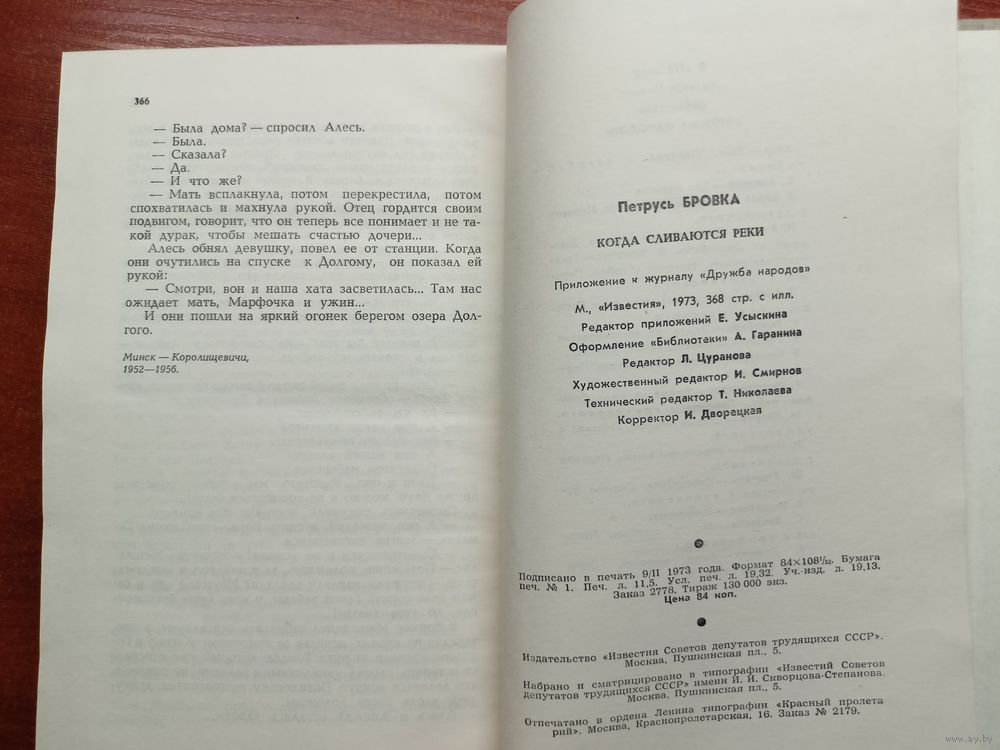 366
— Была дома? — спросил Алесь.
— Была.
— Сказала?
— Да.
— И что же?
— Мать всплакнула, потом перекрестила, потом
спохватилась и махнула рукой. Отец гордится своим
подвигом, говорит, что он теперь все понимает и не та-
кой дурак, чтобы мешать счастью дочери...
Алесь обнял девушку, повел ее от станции. Когда
они очутились на спуске к Долгому, он показал ей
рукой:
— Смотри, вон и наша хата засветилась... Там нас
ожидает мать, Марфочка и ужин...
И они пошли на яркий огонек берегом озера Дол-
гого.
Минск — Королищевичи,
1952—1956.
Петрусь БРОВКА
КОГДА СЛИВАЮТСЯ РЕКИ
Приложение к журналу «Дружба народов»
М., «Известия», 1973, 368 стр. с илл.
Редактор приложений Е. Усыскина
Оформление «Библиотеки» А. Гаранина
Редактор Л. Цуранова
Художественный редактор И. Смирнов
Технический редактор Т. Николаева
Корректор И. Дворецкая
Подписано в печать 9/II 1973 года. Формат 84×108¹/₃₂. Бумага
печ. № 1. Печ. л. 11,5. Усл. печ. л. 19,32. Уч.-изд. л. 19,13.
Заказ 2778. Тираж 130 000 экз.
Цена 84 коп.
Издательство «Известия Советов депутатов трудящихся СССР».
Москва, Пушкинская пл., 5.
Набрано и сматрицировано в типографии «Известий Советов
депутатов трудящихся СССР» имени И. И. Скворцова-Степанова.
Москва, Пушкинская пл., 5.
Отпечатано в ордена Ленина типографии «Красный пролета
рий». Москва, Краснопролетарская, 16. Заказ № 2179.
www.ay.by